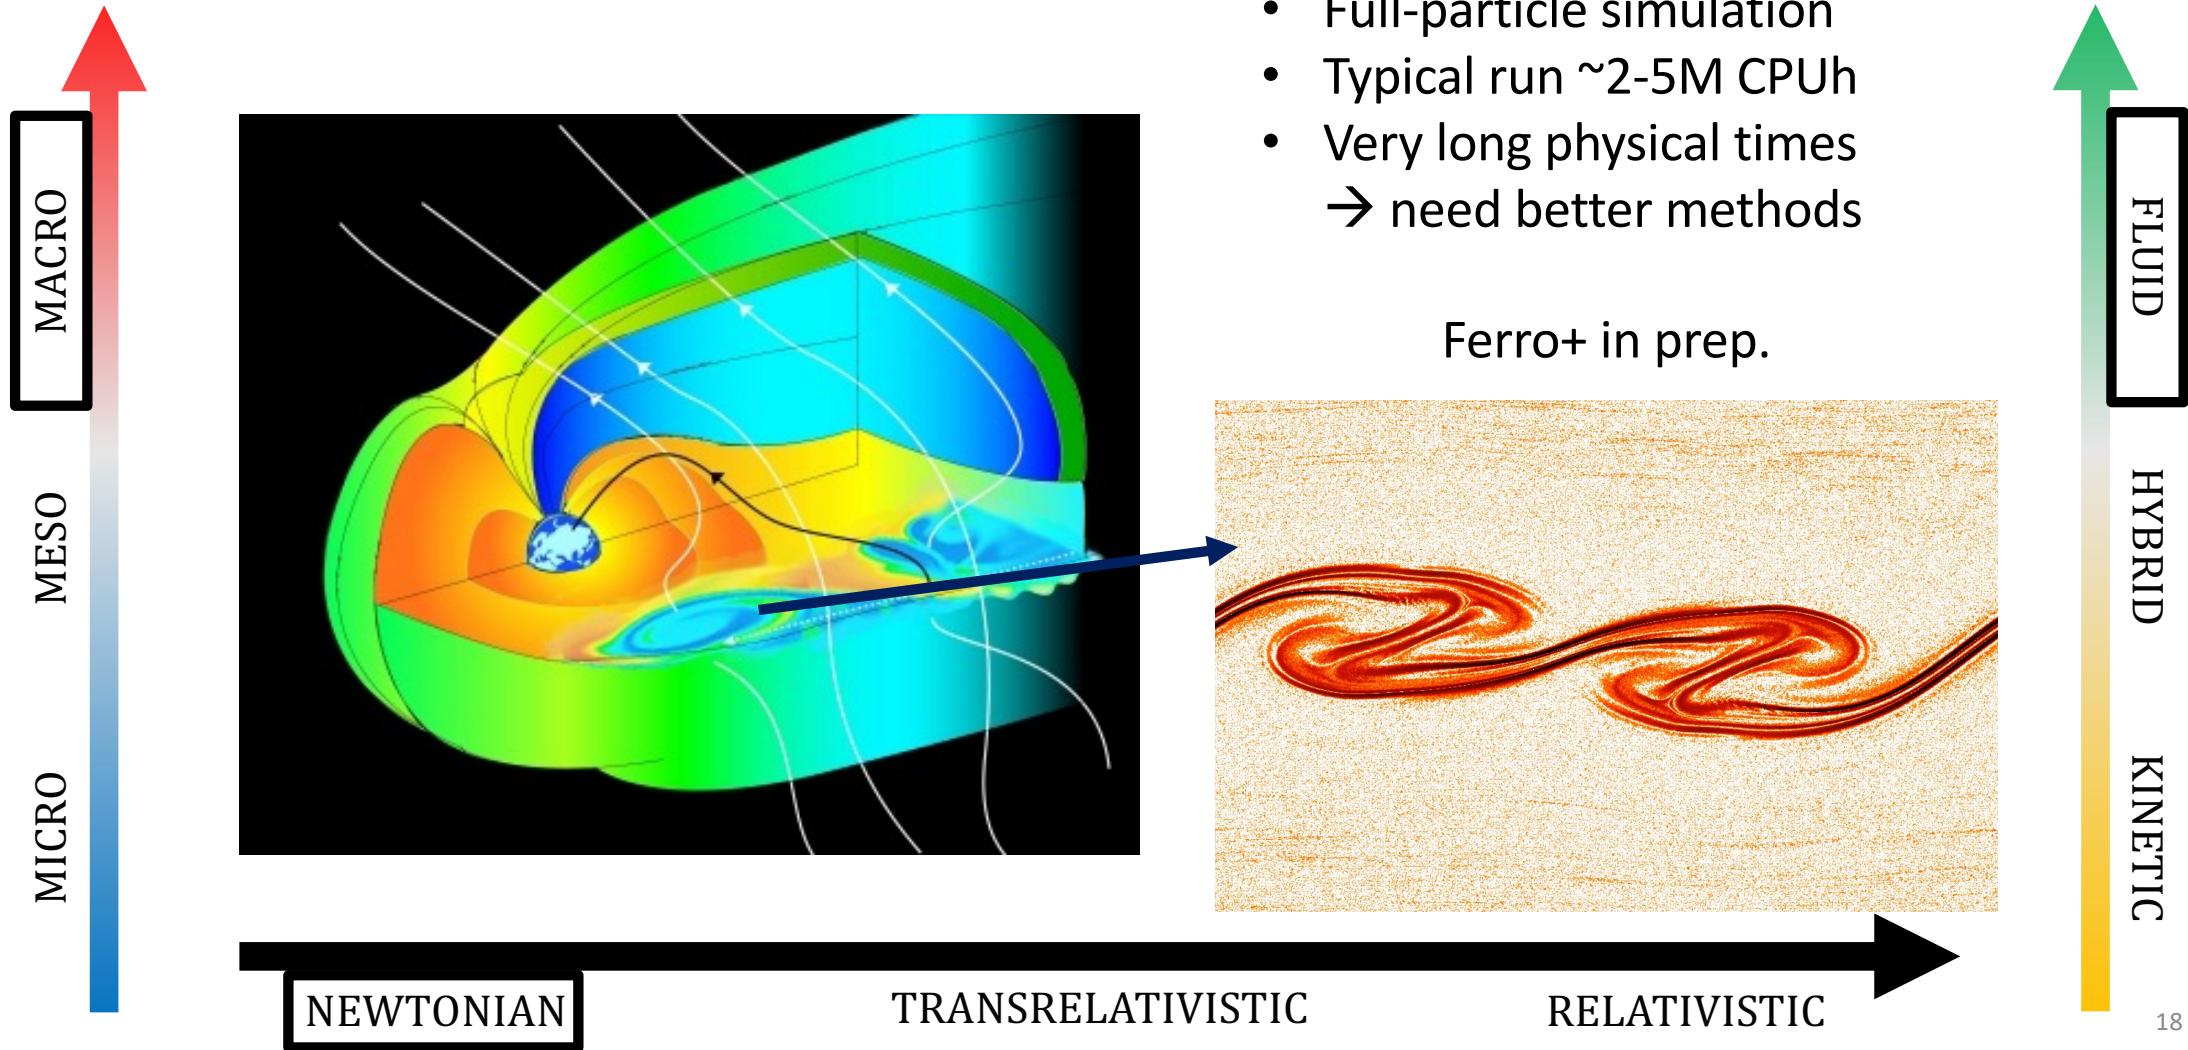 • Full-particle simulation
• Typical run ~2-5M CPUh
• Very long physical times
→ need better methods
Ferro+ in prep.
MACRO
MESO
MICRO
FLUID
HYBRID
KINETIC
NEWTONIAN
TRANSRELATIVISTIC
RELATIVISTIC
18